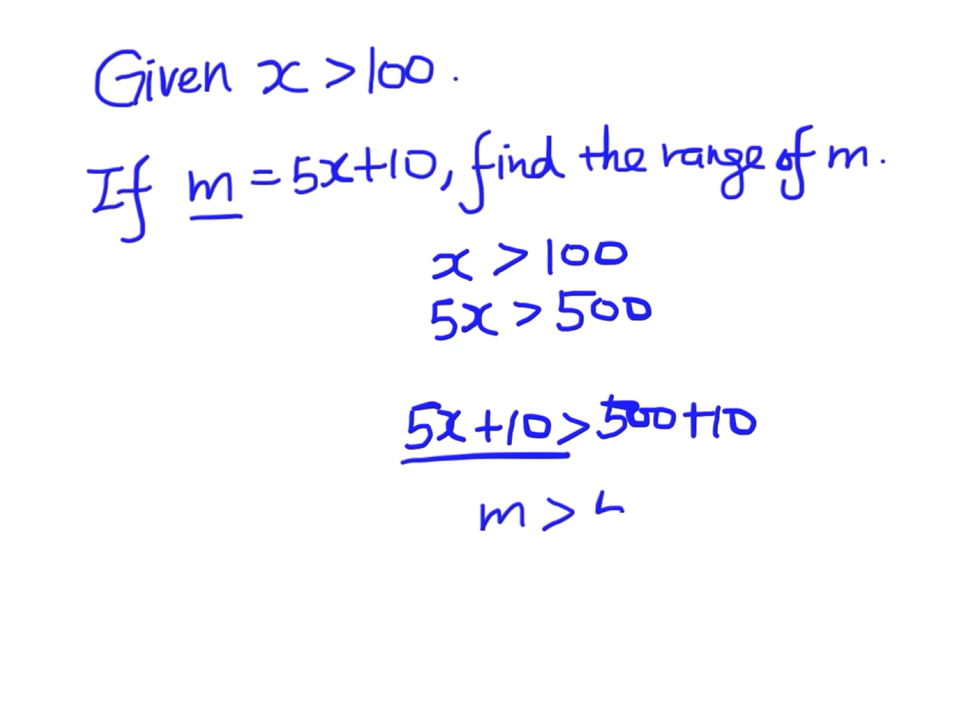 Given x > 100.
If m = 5x+10, find the range of m.
x > 100
5x > 500
5x+10 > 500+10
m >